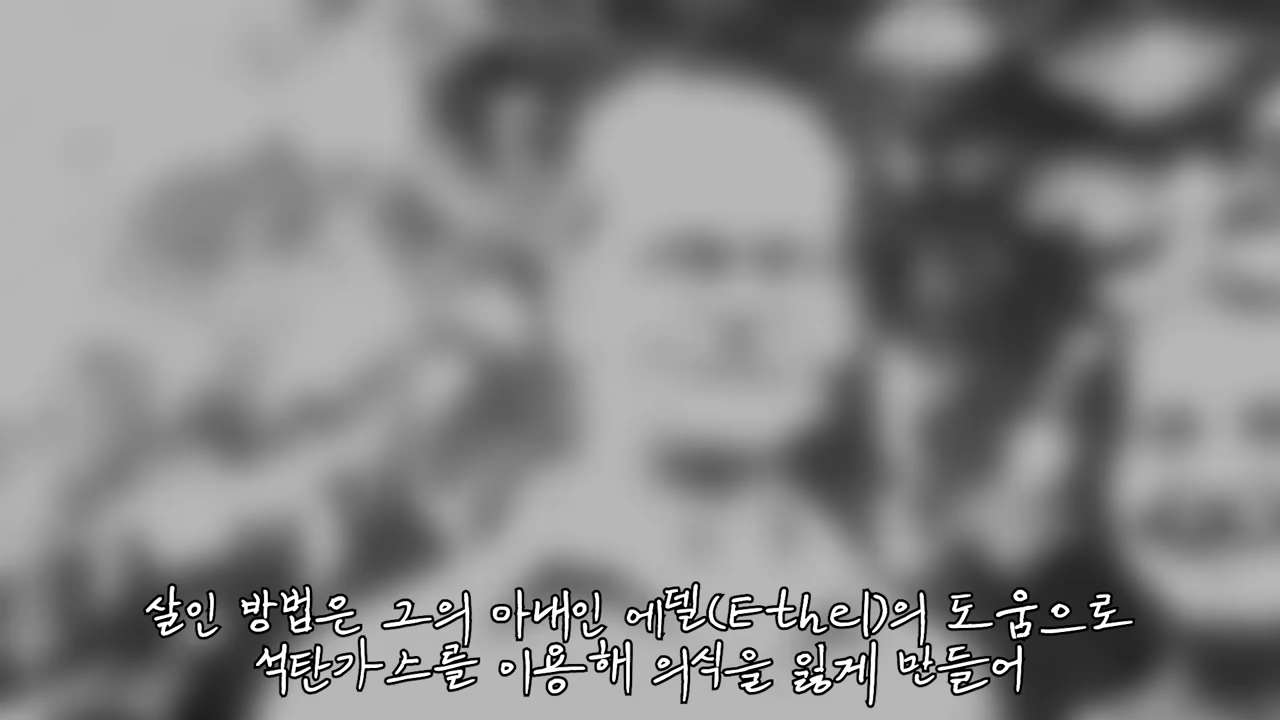 살인 방법은 그의 아내인 에델(Ethel)의 도움으로
석탄가스를 이용해 의식을 잃게 만들어